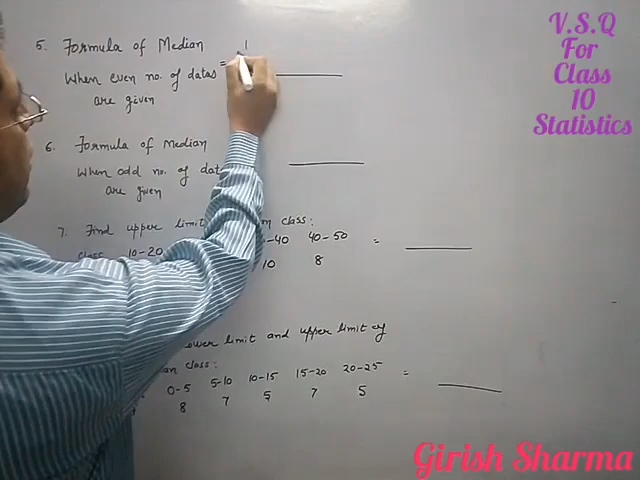 5. Formula of Median = 1
When even no. of datas
are given
6. Formula of Median
When odd no. of dat
are given
7. Find upper limit class:
class 10-20 -40 40-50 =
10 8
lower limit and upper limit of
an class:
0-5 5-10 10-15 15-20 20-25 =
8 7 5 7 5
V.S.Q
For
Class
10
Statistics
Girish Sharma